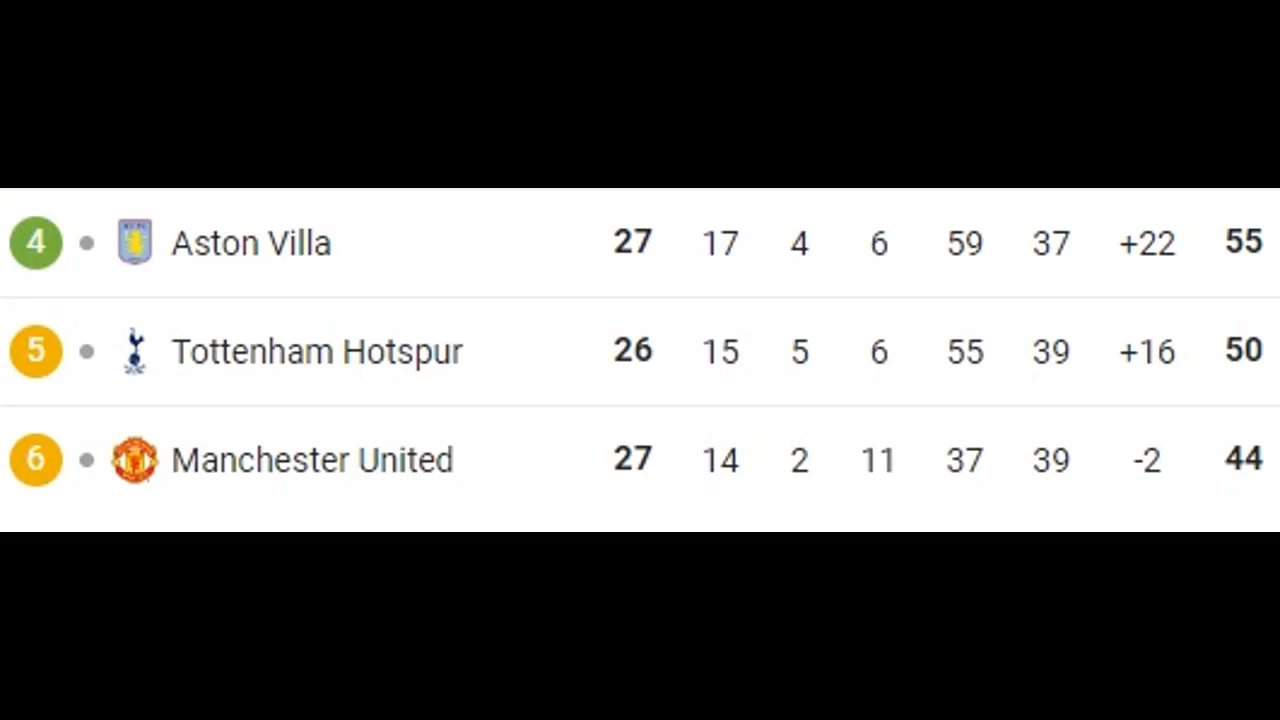 4 Aston Villa 27 17 4 6 59 37 +22 55
5 Tottenham Hotspur 26 15 5 6 55 39 +16 50
6 Manchester United 27 14 2 11 37 39 -2 44